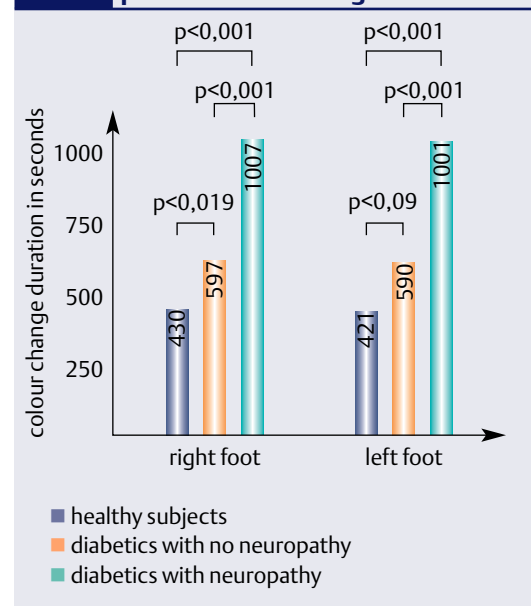 p<0,001 p<0,001
p<0,001 p<0,001
colour change duration in seconds
1000
750
500
250
p<0,019 p<0,09
430 597 1007 421 590 1001
right foot left foot
healthy subjects
diabetics with no neuropathy
diabetics with neuropathy